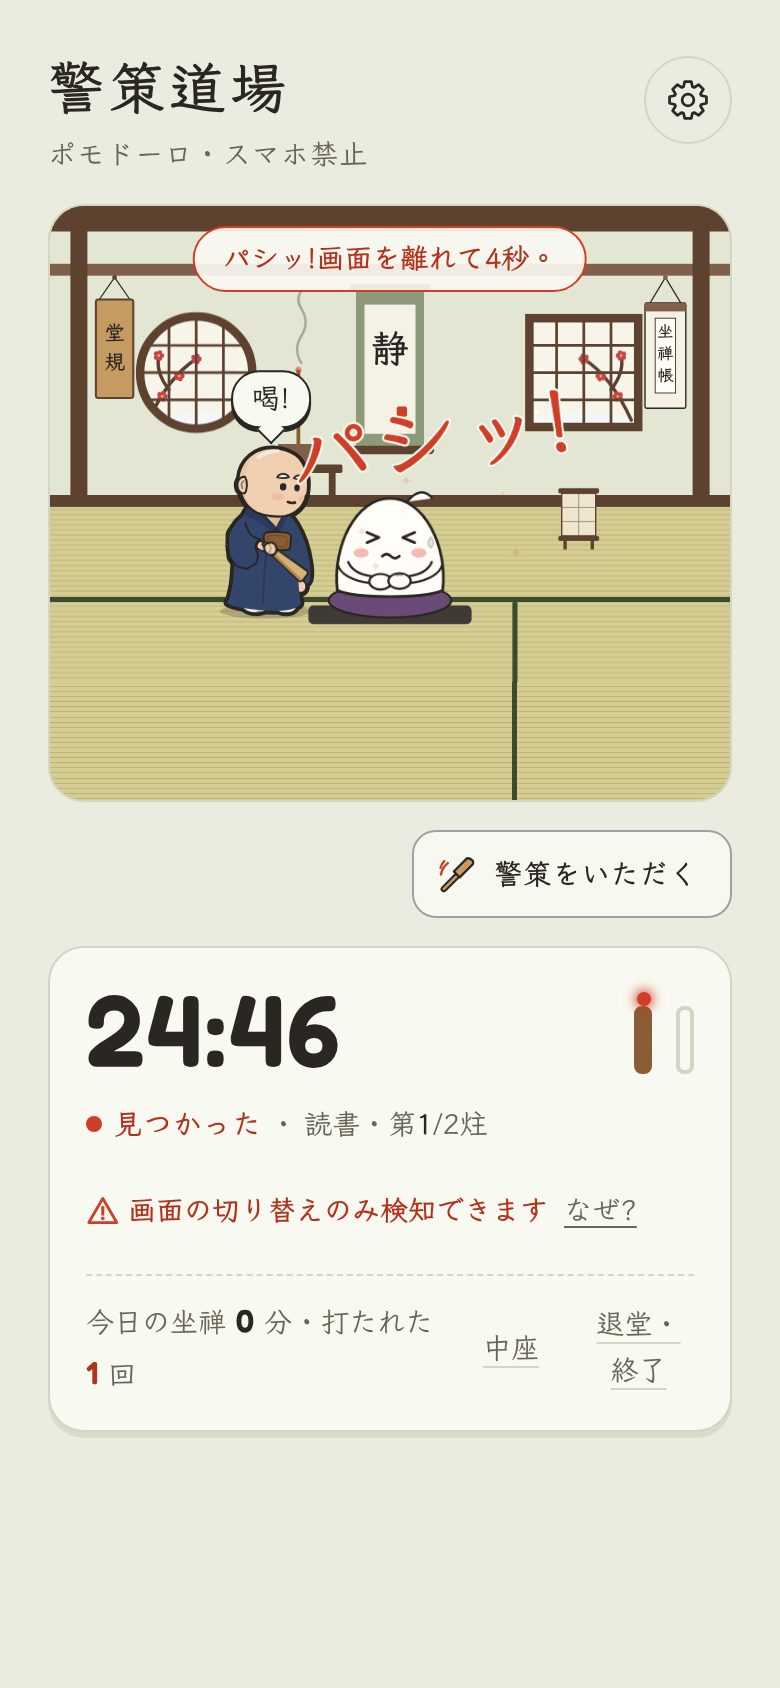 警策道場
ポモドーロ・スマホ禁止
パシッ!画面を離れて4秒。
堂規
静
坐禅帳
喝!
パシッ!
警策をいただく
24:46
見つかった ・ 読書・第1/2炷
画面の切り替えのみ検知できます なぜ?
今日の坐禅 0 分・打たれた
1 回
中座
退堂・
終了